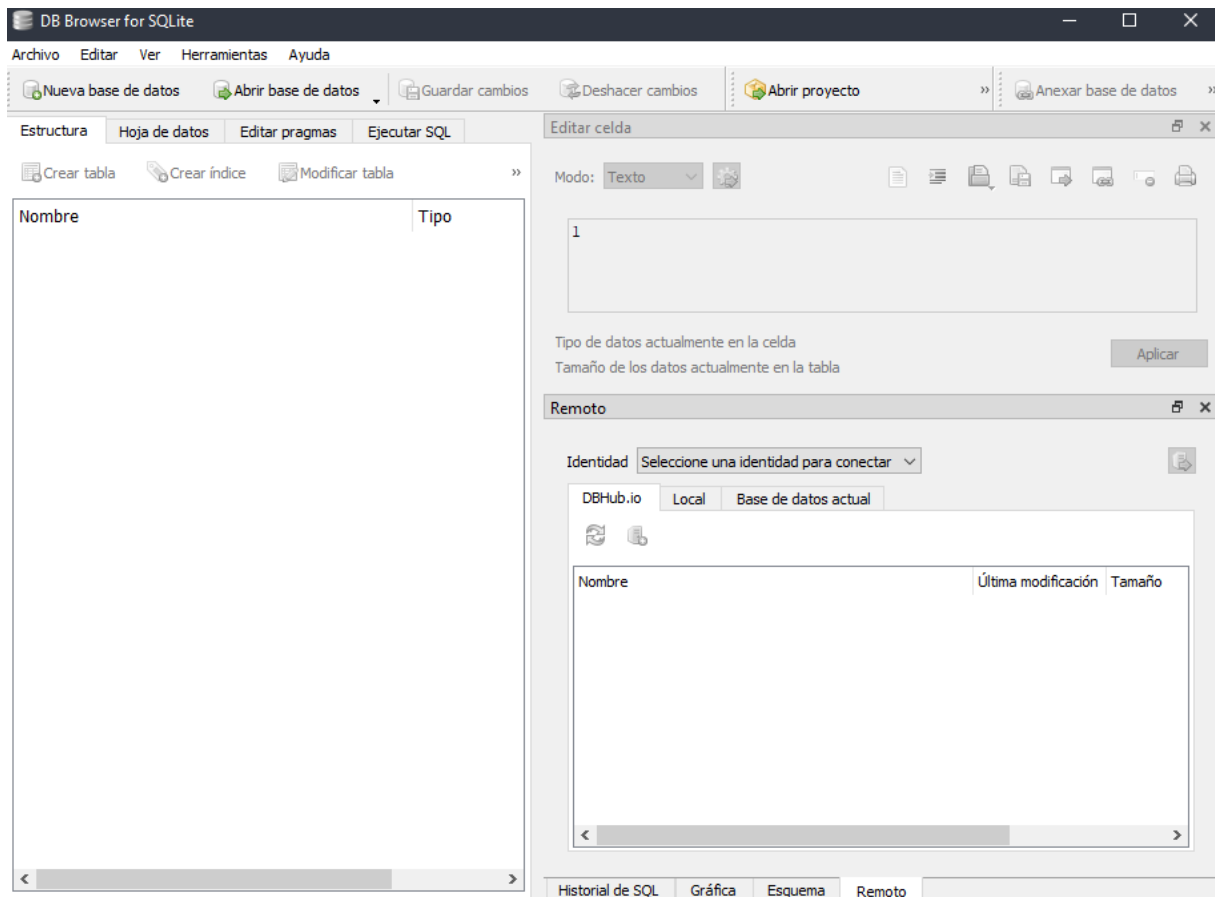 DB Browser for SQLite
Archivo Editar Ver Herramientas Ayuda
Nueva base de datos Abrir base de datos Guardar cambios Deshacer cambios Abrir proyecto » Anexar base de datos »
Estructura Hoja de datos Editar pragmas Ejecutar SQL
Crear tabla Crear índice Modificar tabla »
Nombre Tipo
Editar celda
Modo: Texto
1
Tipo de datos actualmente en la celda
Tamaño de los datos actualmente en la tabla
Aplicar
Remoto
Identidad Seleccione una identidad para conectar
DBHub.io Local Base de datos actual
Nombre Última modificación Tamaño
Historial de SQL Gráfica Esquema Remoto